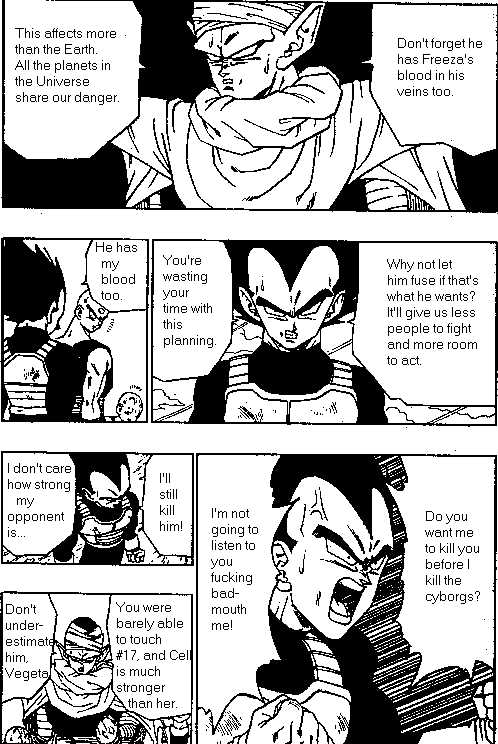 This affects more
than the Earth.
All the planets in
the Universe
share our danger.
Don't forget he
has Freeza's
blood in his
veins too.
He has
my
blood
too.
You're
wasting
your
time with
this
planning.
Why not let
him fuse if that's
what he wants?
It'll give us less
people to fight
and more room
to act.
I don't care
how strong
my
opponent
is...
I'll
still
kill
him!
Don't
under-
estimate
him,
Vegeta
You were
barely able
to touch
#17, and Cell
is much
stronger
than her.
I'm not
going to
listen to
you
fucking
bad-
mouth
me!
Do you
want me
to kill you
before I
kill the
cyborgs?